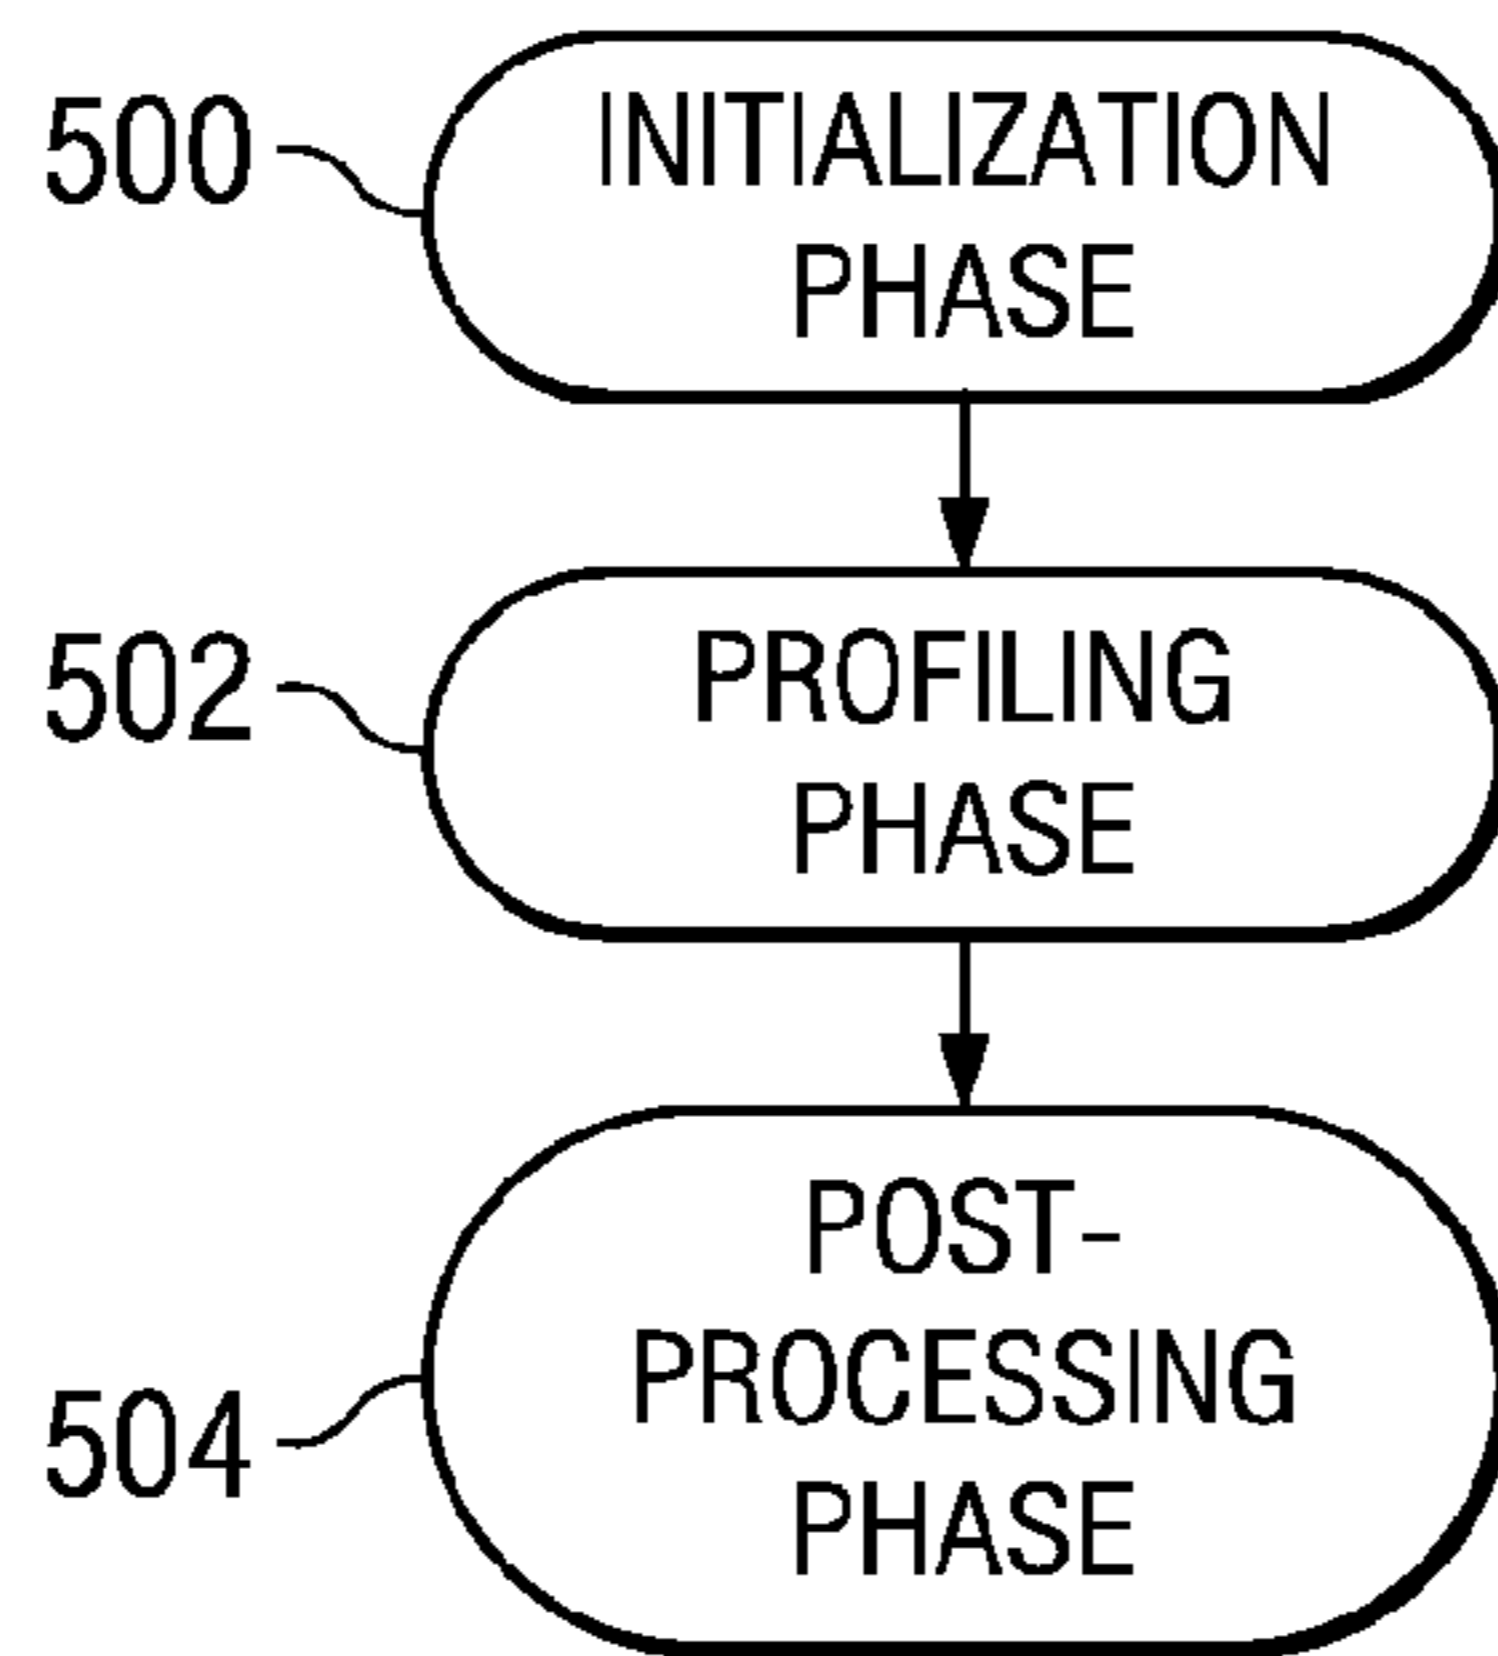 500
INITIALIZATION
PHASE
502
PROFILING
PHASE
POST-
PROCESSING
504
PHASE